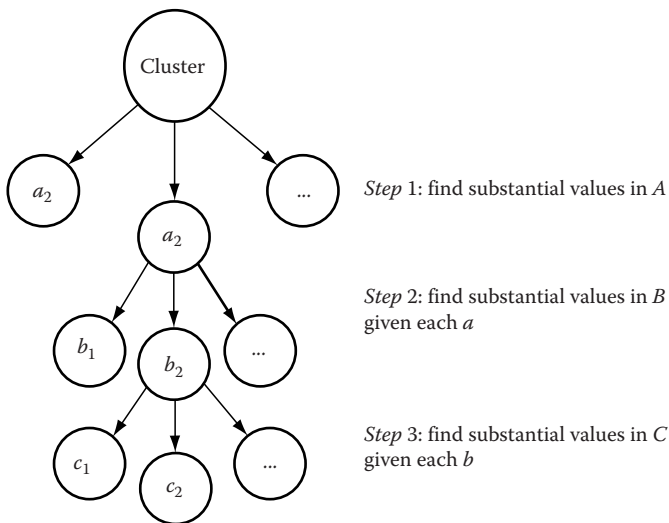 Cluster
a₂
...
Step 1: find substantial values in A
a₂
Step 2: find substantial values in B
given each a
b₁
b₂
...
Step 3: find substantial values in C
given each b
c₁
c₂
...